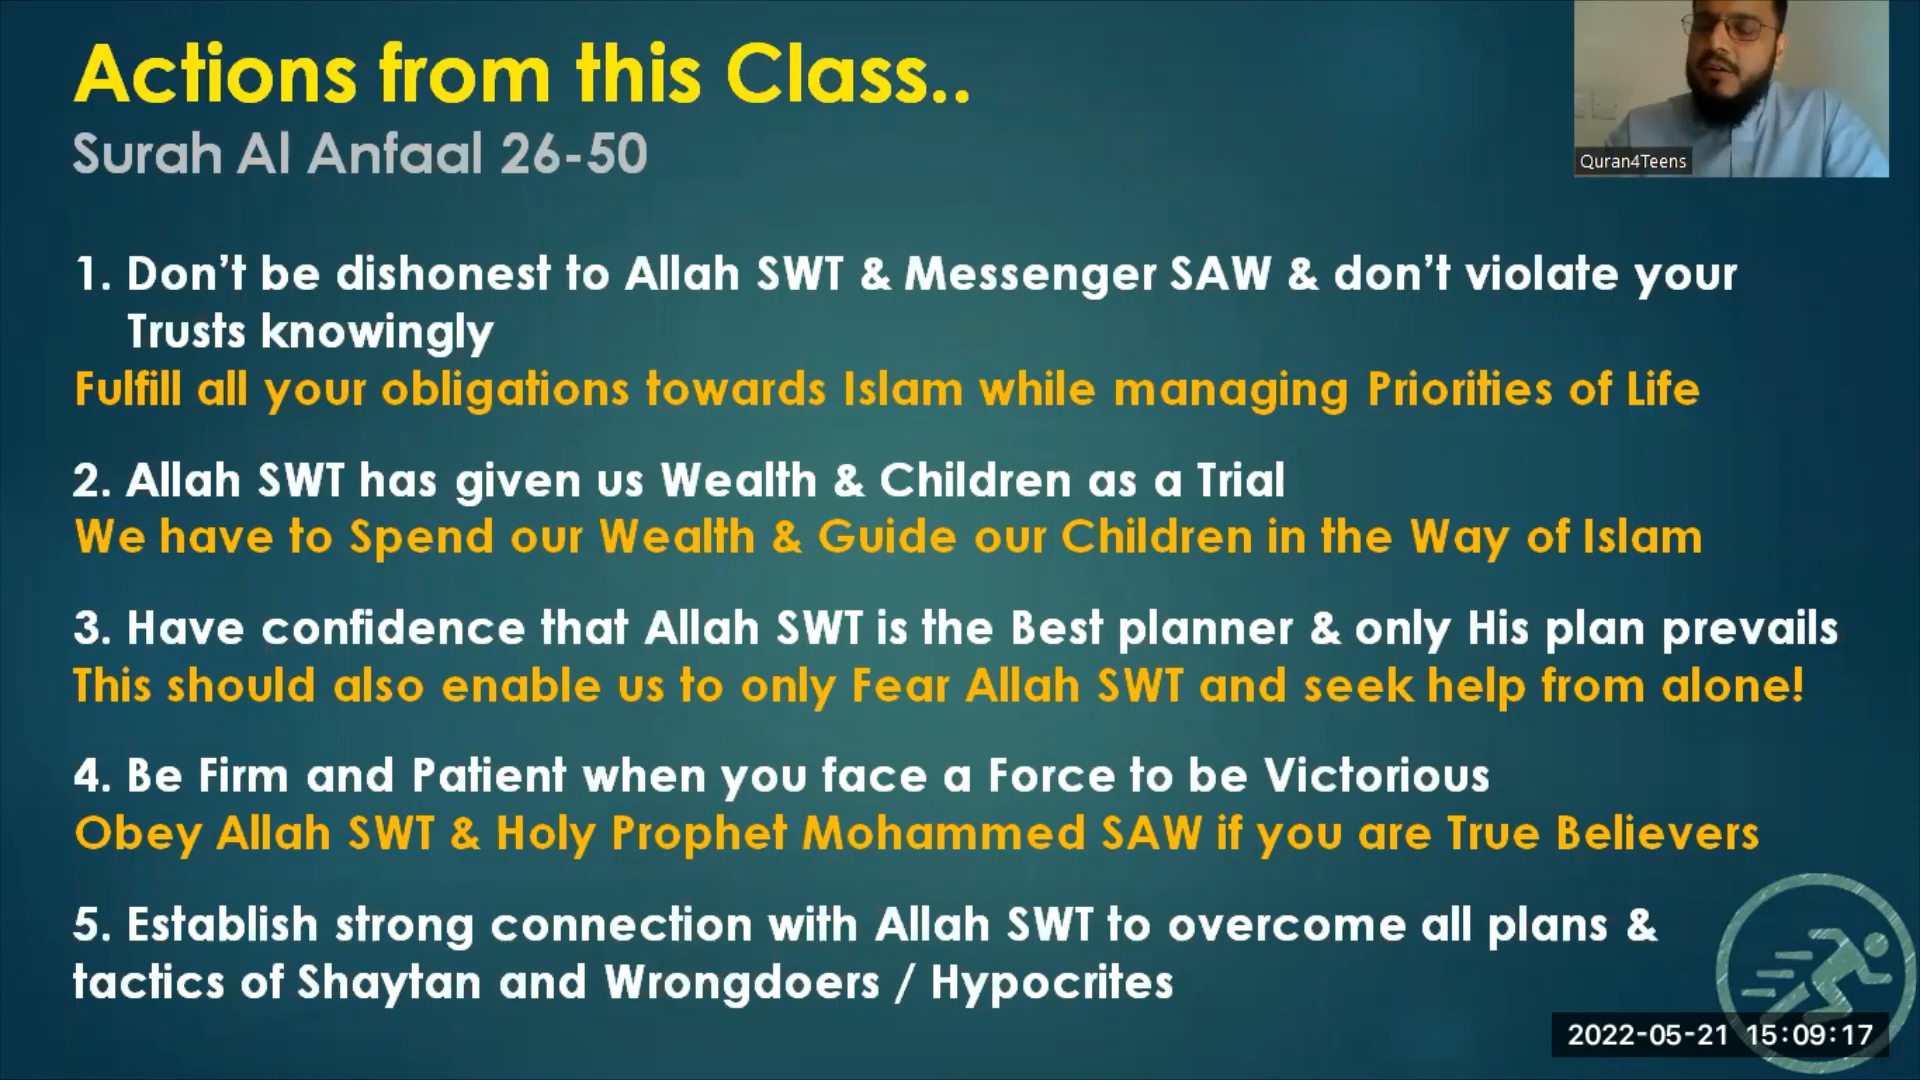 Actions from this Class..
Surah Al Anfaal 26-50
Quran4Teens
1. Don't be dishonest to Allah SWT & Messenger SAW & don't violate your
Trusts knowingly
Fulfill all your obligations towards Islam while managing Priorities of Life
2. Allah SWT has given us Wealth & Children as a Trial
We have to Spend our Wealth & Guide our Children in the Way of Islam
3. Have confidence that Allah SWT is the Best planner & only His plan prevails
This should also enable us to only Fear Allah SWT and seek help from alone!
4. Be Firm and Patient when you face a Force to be Victorious
Obey Allah SWT & Holy Prophet Mohammed SAW if you are True Believers
5. Establish strong connection with Allah SWT to overcome all plans &
tactics of Shaytan and Wrongdoers / Hypocrites
2022-05-21 15:09:17